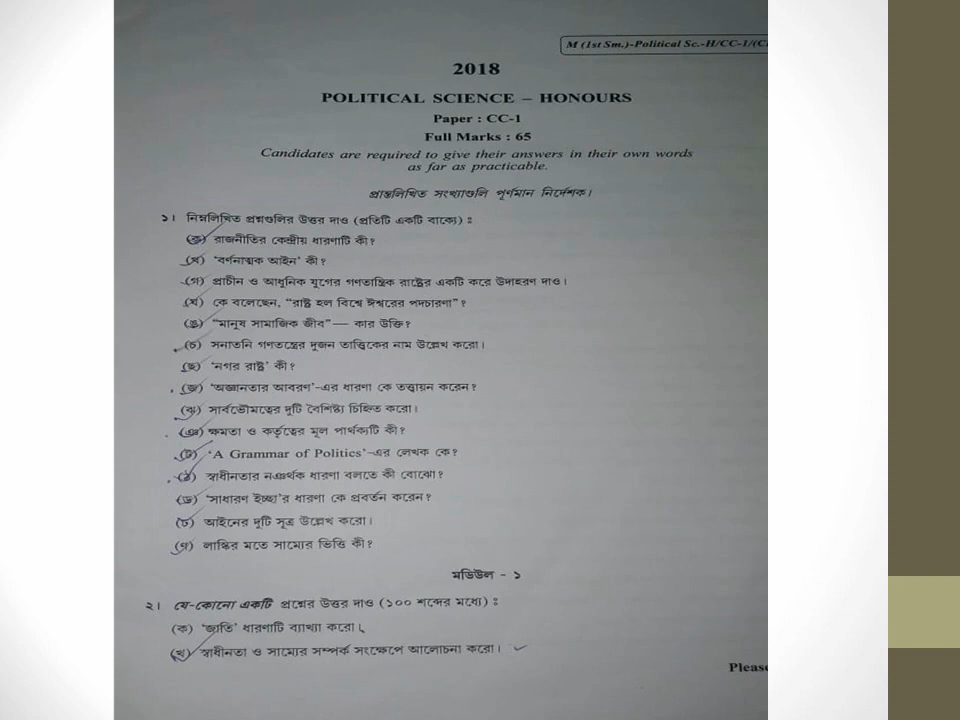 M (1st Sm.)-Political Sc.-H/CC-1/(C
2018
POLITICAL SCIENCE – HONOURS
Paper : CC-1
Full Marks : 65
Candidates are required to give their answers in their own words
as far as practicable.
প্রান্তলিখিত সংখ্যাগুলি পূর্ণমান নির্দেশক।
১। নিম্নলিখিত প্রশ্নগুলির উত্তর দাও (প্রতিটি একটি বাক্যে) :
(ক) রাজনীতির কেন্দ্রীয় ধারণাটি কী?
(খ) ‘বর্ণনাত্মক আইন’ কী?
(গ) প্রাচীন ও আধুনিক যুগের গণতান্ত্রিক রাষ্ট্রের একটি করে উদাহরণ দাও।
(ঘ) কে বলেছেন, “রাষ্ট্র হল বিশ্বে ঈশ্বরের পদচারণা”?
(ঙ) “মানুষ সামাজিক জীব”— কার উক্তি?
(চ) সনাতনি গণতন্ত্রের দুজন তাত্ত্বিকের নাম উল্লেখ করো।
(ছ) ‘নগর রাষ্ট্র’ কী?
(জ) ‘অজ্ঞানতার আবরণ’-এর ধারণা কে তত্ত্বায়ন করেন?
(ঝ) সার্বভৌমত্বের দুটি বৈশিষ্ট্য চিহ্নিত করো।
(ঞ) ক্ষমতা ও কর্তৃত্বের মূল পার্থক্যটি কী?
(ট) ‘A Grammar of Politics’-এর লেখক কে?
(ঠ) স্বাধীনতার নঞর্থক ধারণা বলতে কী বোঝো?
(ড) ‘সাধারণ ইচ্ছা’র ধারণা কে প্রবর্তন করেন?
(ঢ) আইনের দুটি সূত্র উল্লেখ করো।
(ণ) লাস্কির মতে সাম্যের ভিত্তি কী?
মডিউল - ১
২। যে-কোনো একটি প্রশ্নের উত্তর দাও (১০০ শব্দের মধ্যে) :
(ক) ‘জাতি’ ধারণাটি ব্যাখ্যা করো।
(খ) স্বাধীনতা ও সাম্যের সম্পর্ক সংক্ষেপে আলোচনা করো।
Please